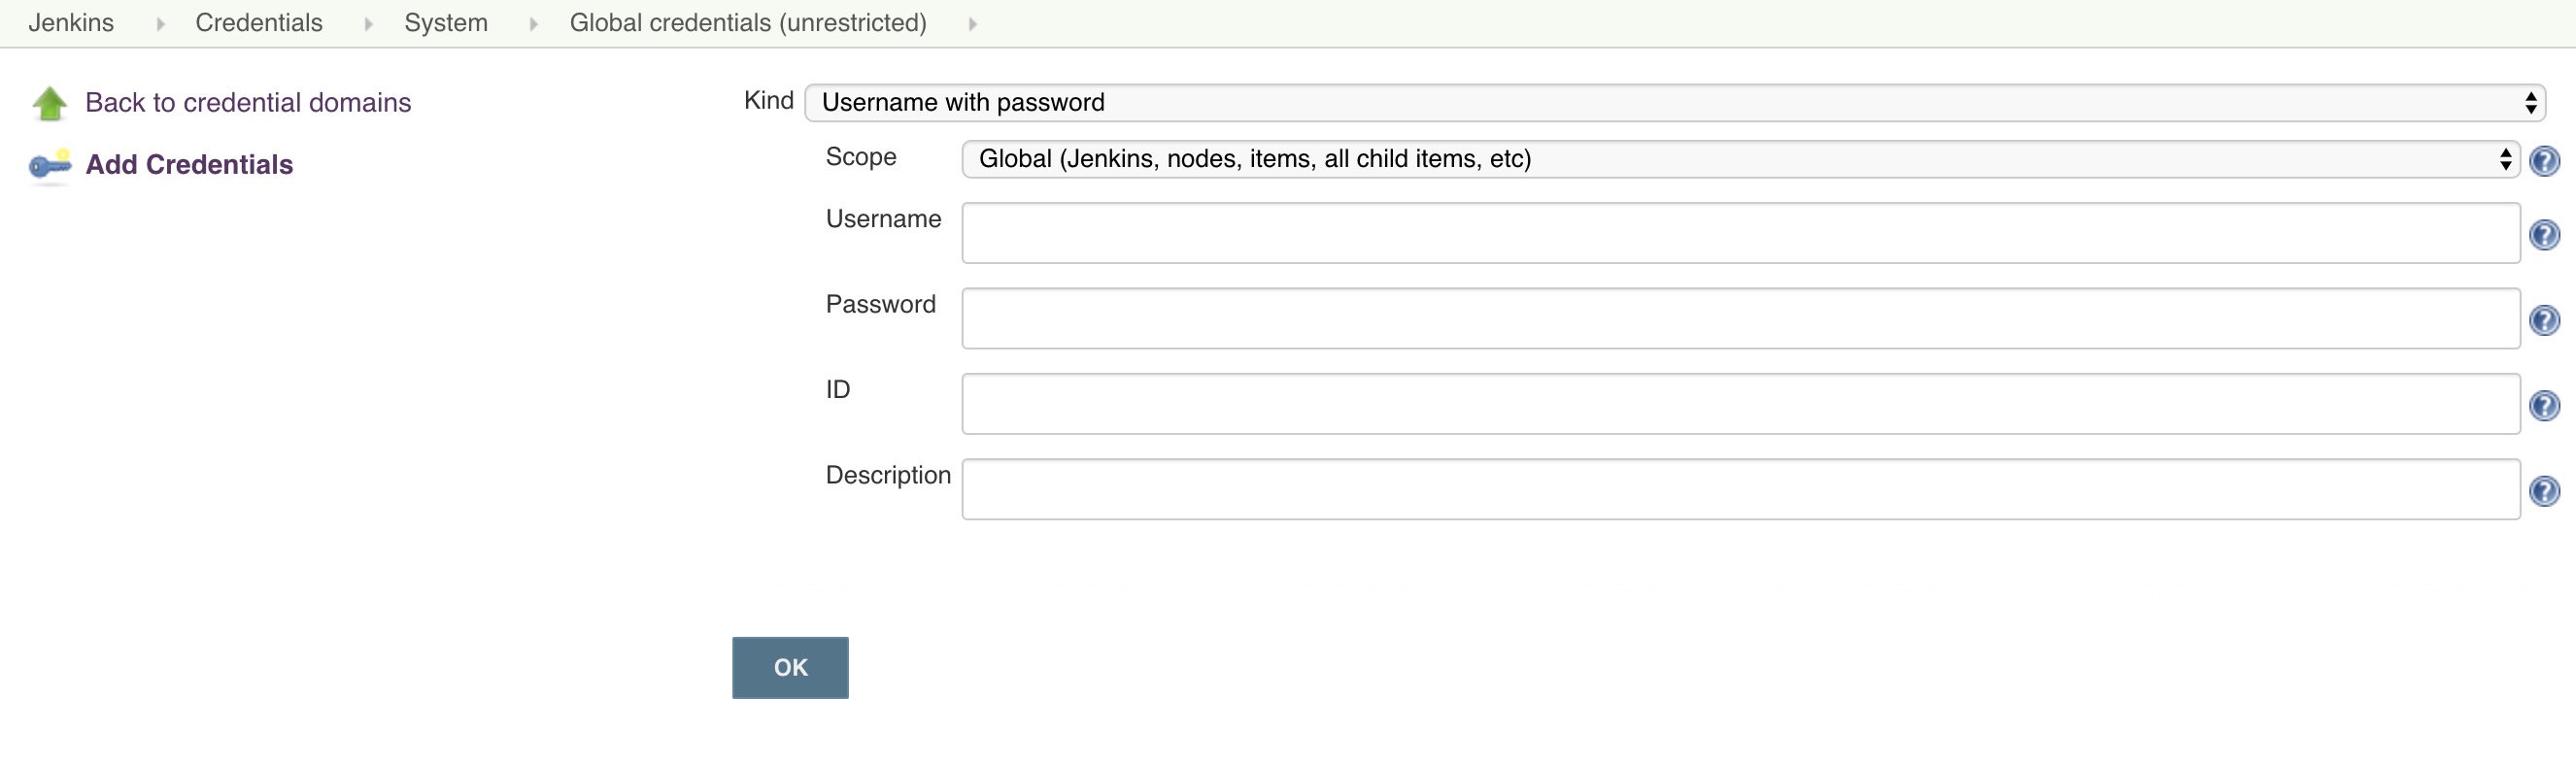 Jenkins Credentials System Global credentials (unrestricted)
Back to credential domains
Add Credentials
Kind Username with password
Scope Global (Jenkins, nodes, items, all child items, etc) ?
Username ?
Password ?
ID ?
Description ?
OK